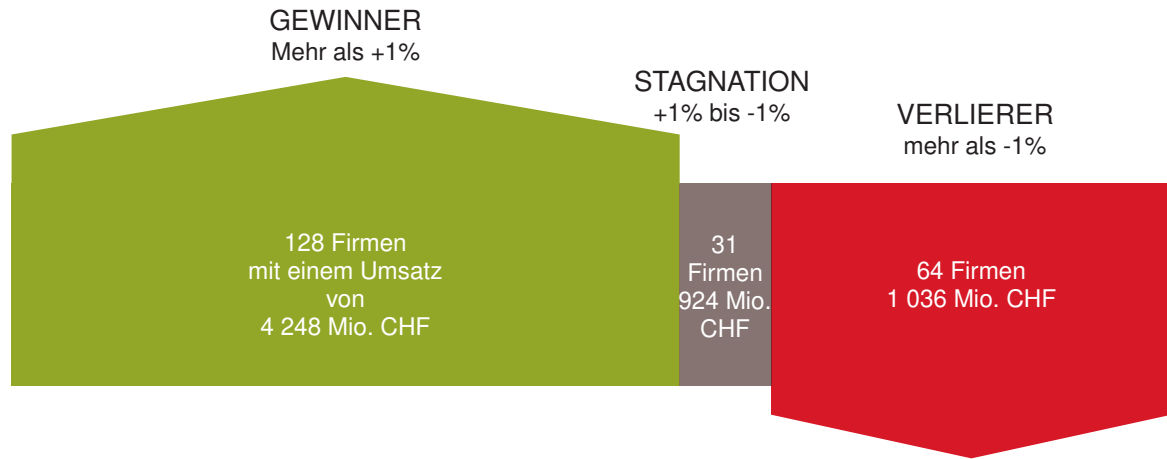 GEWINNER
Mehr als +1%
STAGNATION
+1% bis -1%
VERLIERER
mehr als -1%
128 Firmen
mit einem Umsatz
von
4 248 Mio. CHF
31
Firmen
924 Mio.
CHF
64 Firmen
1 036 Mio. CHF